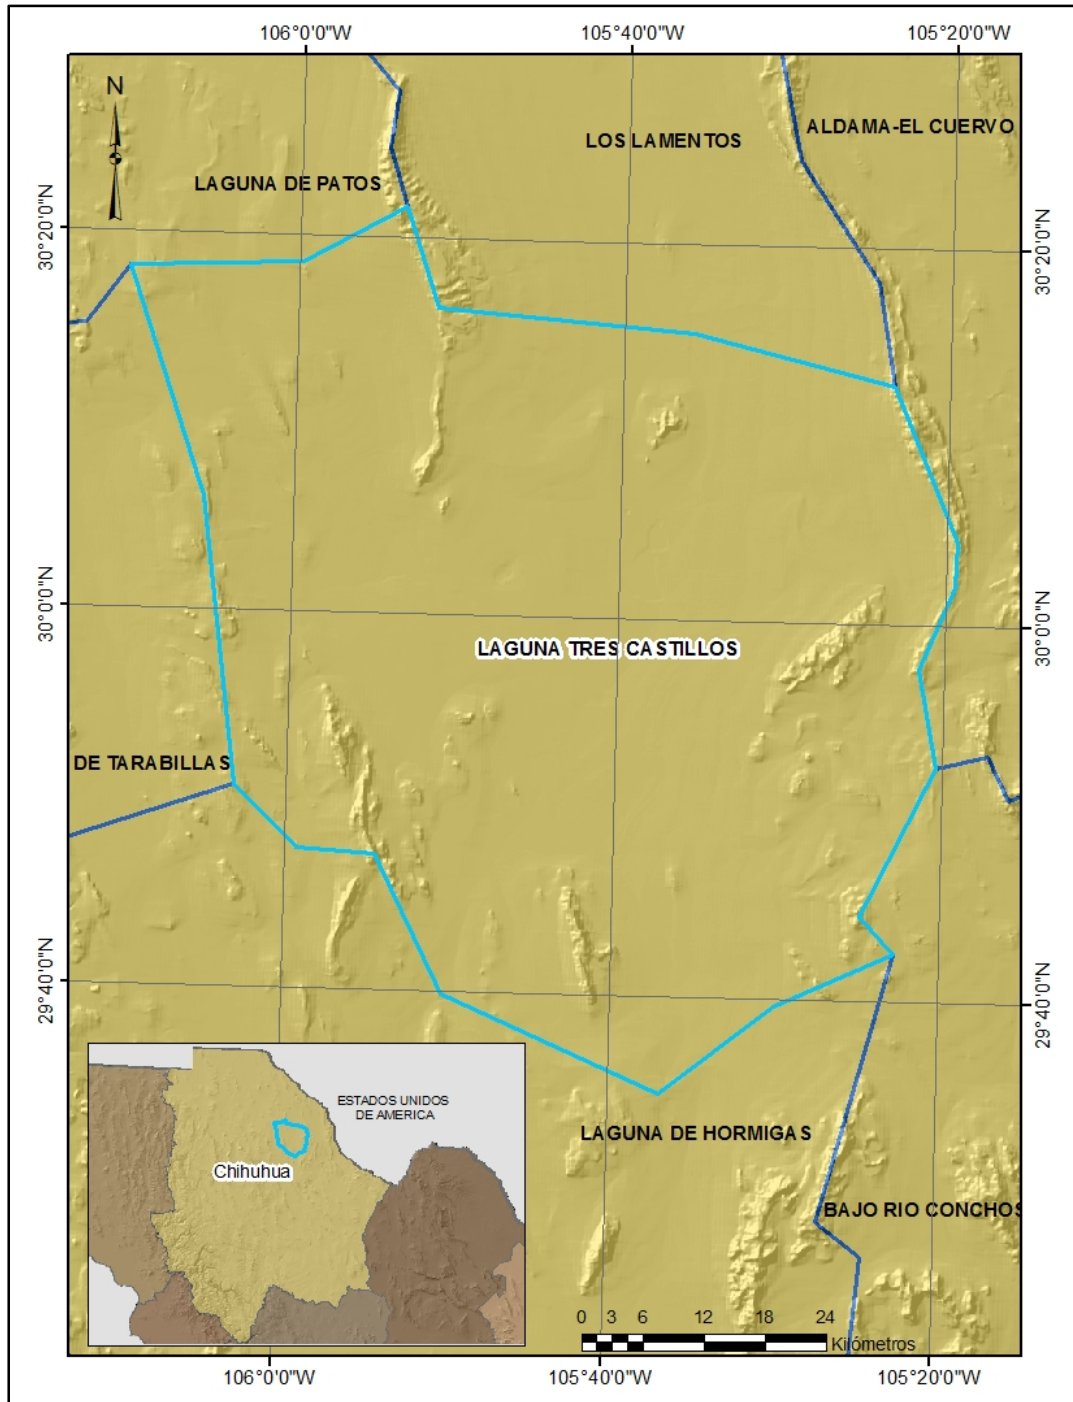 106°0'0"W 105°40'0"W 105°20'0"W
N
ALDAMA-EL CUERVO
LOS LAMENTOS
LAGUNA DE PATOS
30°20'0"N
30°20'0"N
30°0'0"N
30°0'0"N
LAGUNA TRES CASTILLOS
DE TARABILLAS
29°40'0"N
29°40'0"N
ESTADOS UNIDOS
DE AMERICA
Chihuhua
LAGUNA DE HORMIGAS
BAJO RIO CONCHOS
0 3 6 12 18 24
Kilómetros
106°0'0"W 105°40'0"W 105°20'0"W